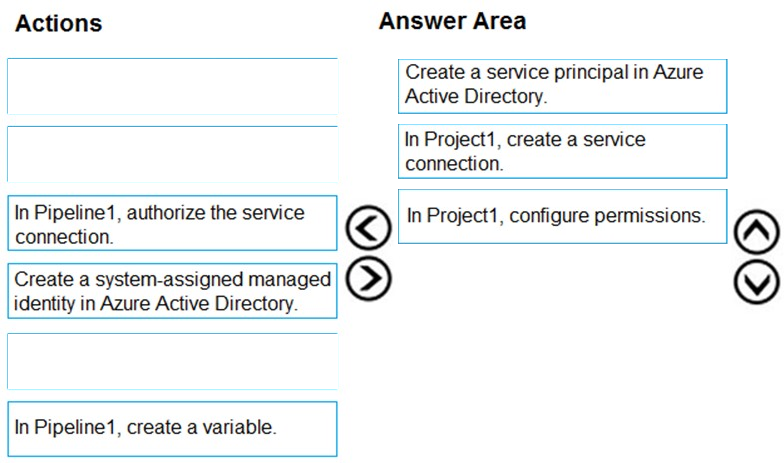 Actions
Answer Area
Create a service principal in Azure
Active Directory.
In Project1, create a service
connection.
In Pipeline1, authorize the service
connection.
In Project1, configure permissions.
Create a system-assigned managed
identity in Azure Active Directory.
In Pipeline1, create a variable.